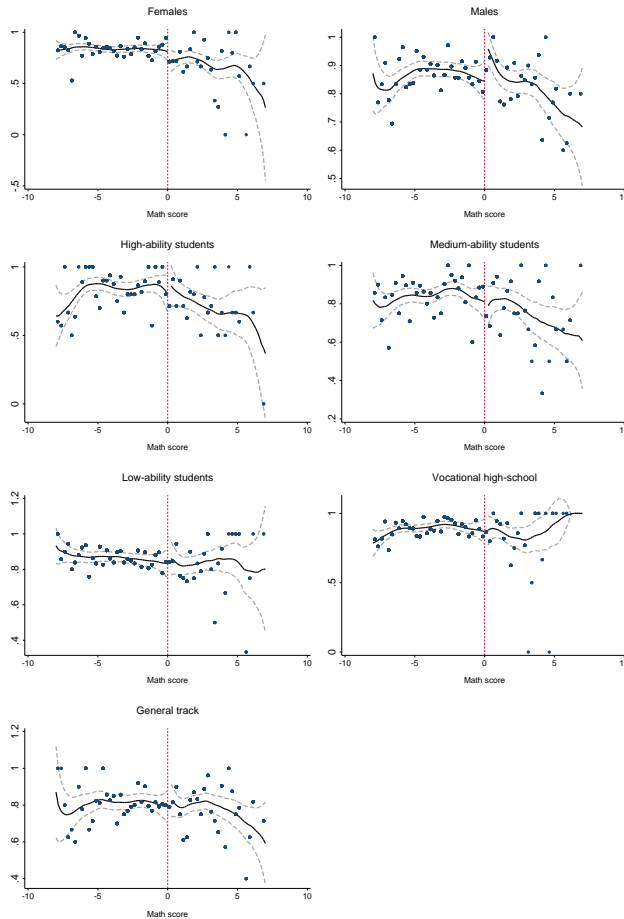 Females
1
.5
0
-.5
-10 -5 0 5 10
Math score
Males
1
.9
.8
.7
.6
.5
-10 -5 0 5 10
Math score
High-ability students
1
.5
0
-10 -5 0 5 10
Math score
Medium-ability students
1
.8
.6
.4
.2
-10 -5 0 5 10
Math score
Low-ability students
1.2
1
.8
.6
.4
-10 -5 0 5 10
Math score
Vocational high-school
1
.5
0
-10 -5 0 5 10
Math score
General track
1.2
1
.8
.6
.4
-10 -5 0 5 10
Math score